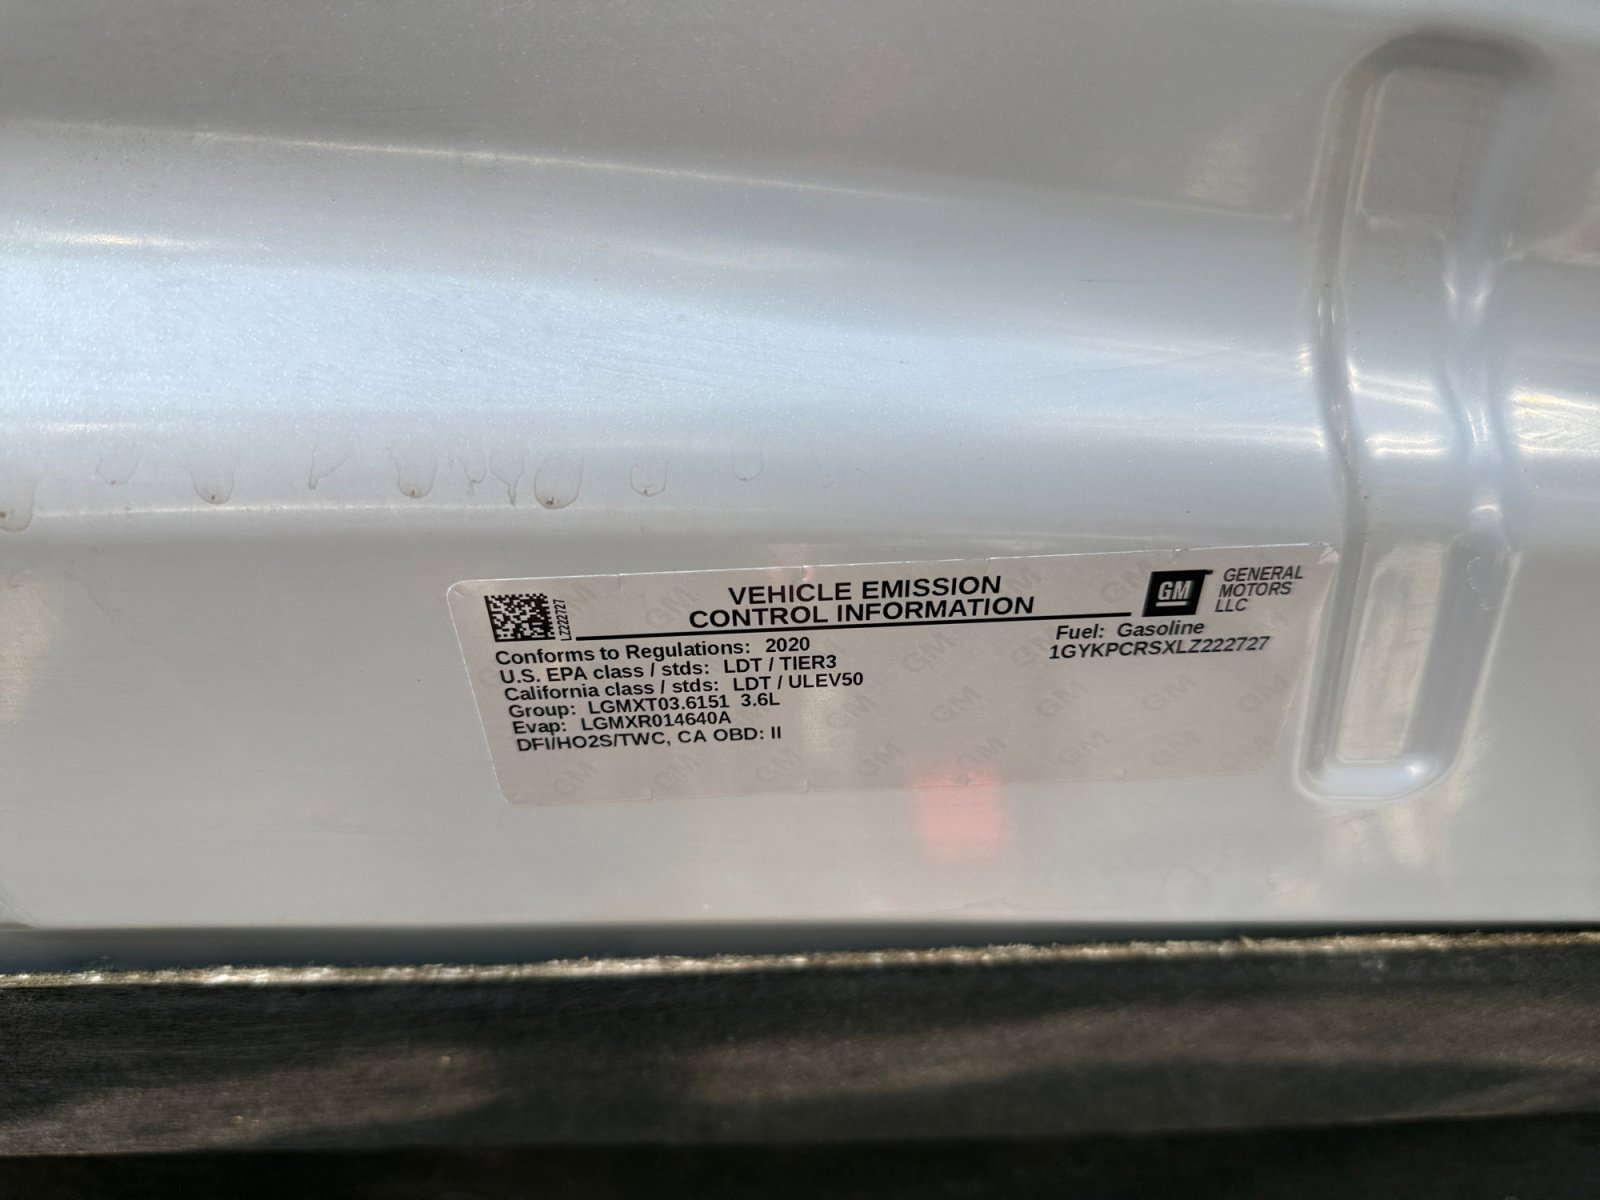 LZ222727
VEHICLE EMISSION
CONTROL INFORMATION
GM
GENERAL
MOTORS
LLC
Conforms to Regulations: 2020
U.S. EPA class / stds: LDT / TIER3
California class / stds: LDT / ULEV50
Group: LGMXT03.6151 3.6L
Evap: LGMXR014640A
DFI/HO2S/TWC, CA OBD: II
Fuel: Gasoline
1GYKPCRSXLZ222727